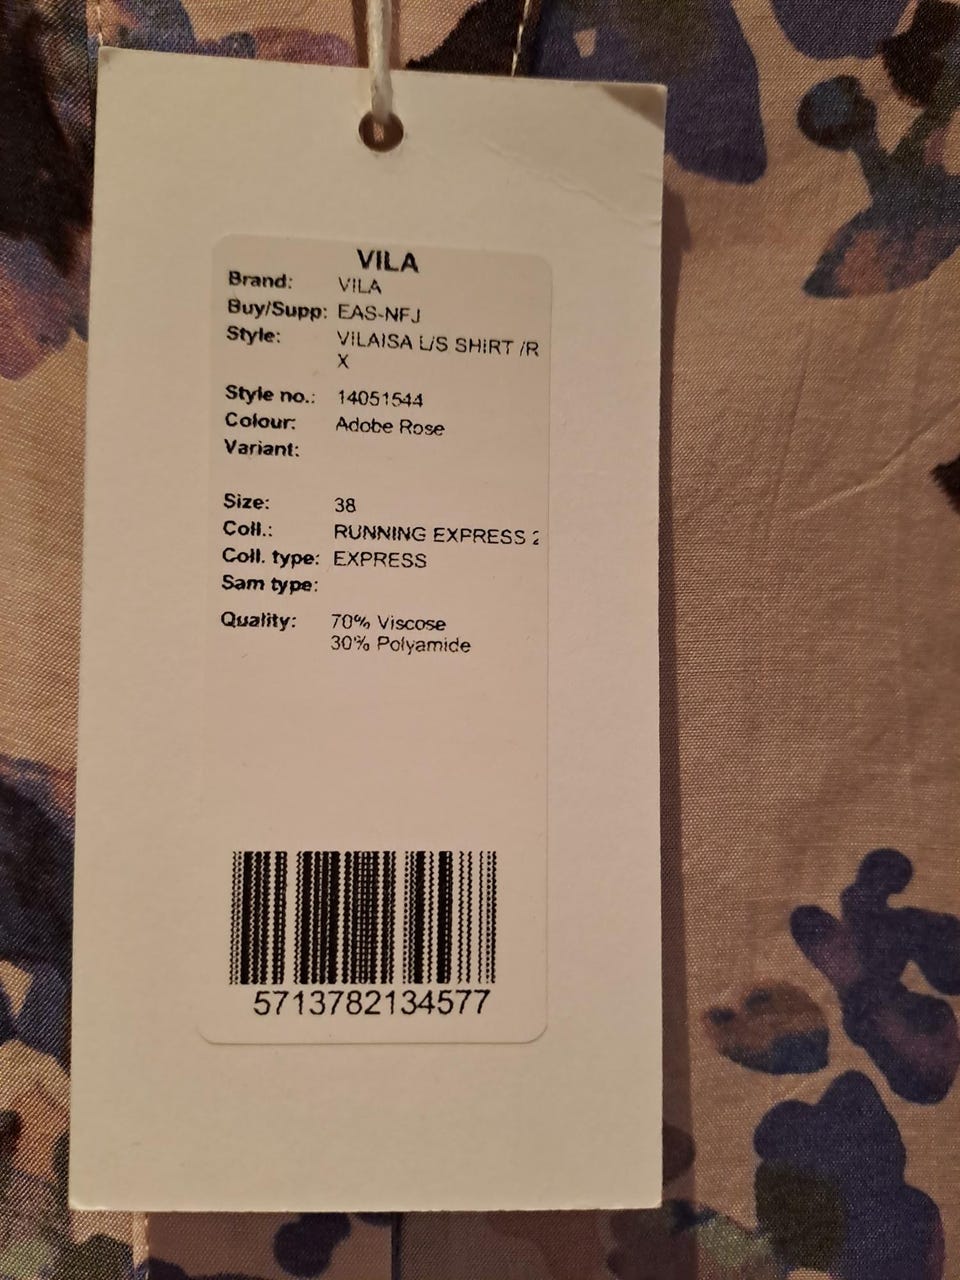 VILA
Brand: VILA
Buy/Supp: EAS-NFJ
Style: VILAISA L/S SHIRT /R
X
Style no.: 14051544
Colour: Adobe Rose
Variant:
Size: 38
Coll.: RUNNING EXPRESS 2
Coll. type: EXPRESS
Sam type:
Quality: 70% Viscose
30% Polyamide
5713782134577